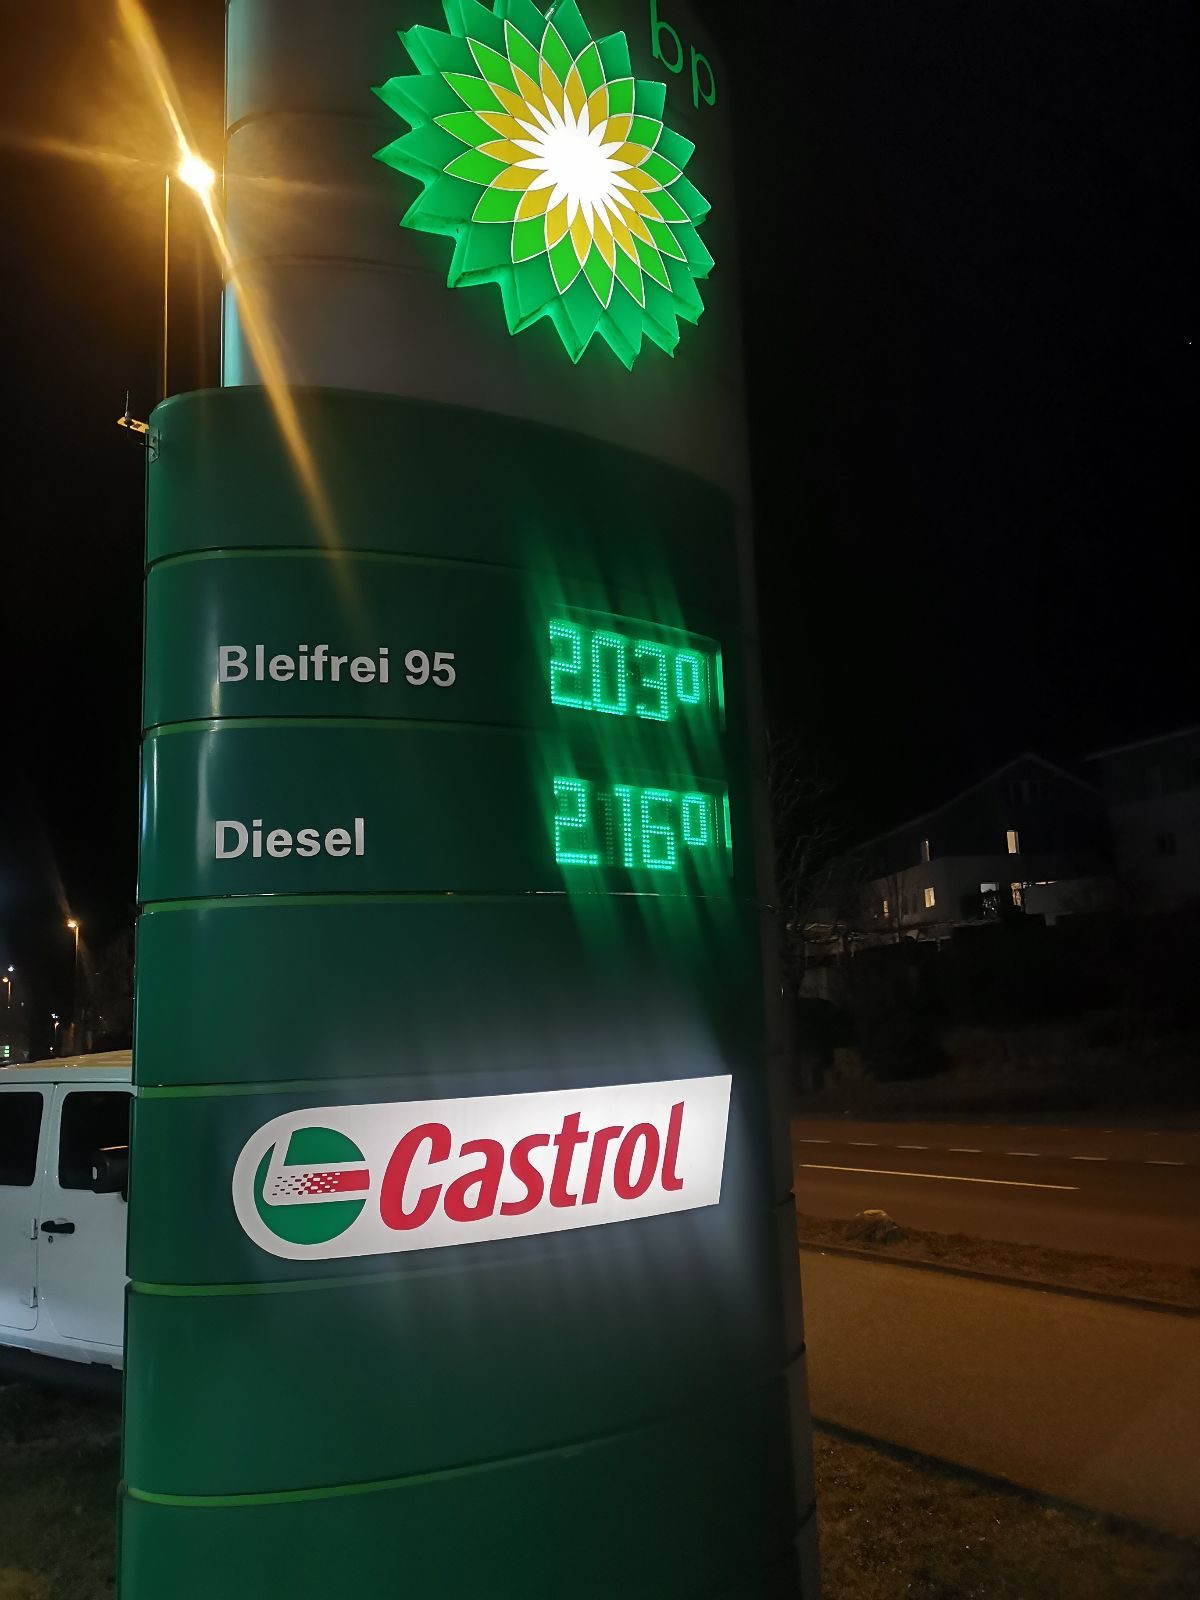 bp
Bleifrei 95 2.03⁰
Diesel 2.16⁰
Castrol